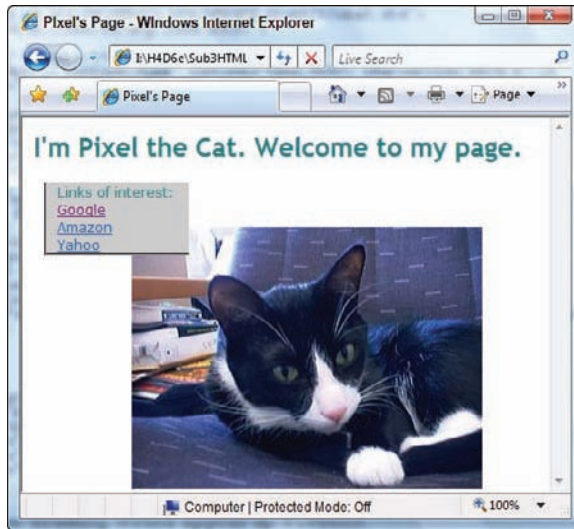 PIxel's Page - WIndows Internet Explorer
I:\H4D6e\Sub3HTML
Live Search
Pixel's Page
Page
I'm Pixel the Cat. Welcome to my page.
Links of interest:
Google
Amazon
Yahoo
Computer | Protected Mode: Off
100%